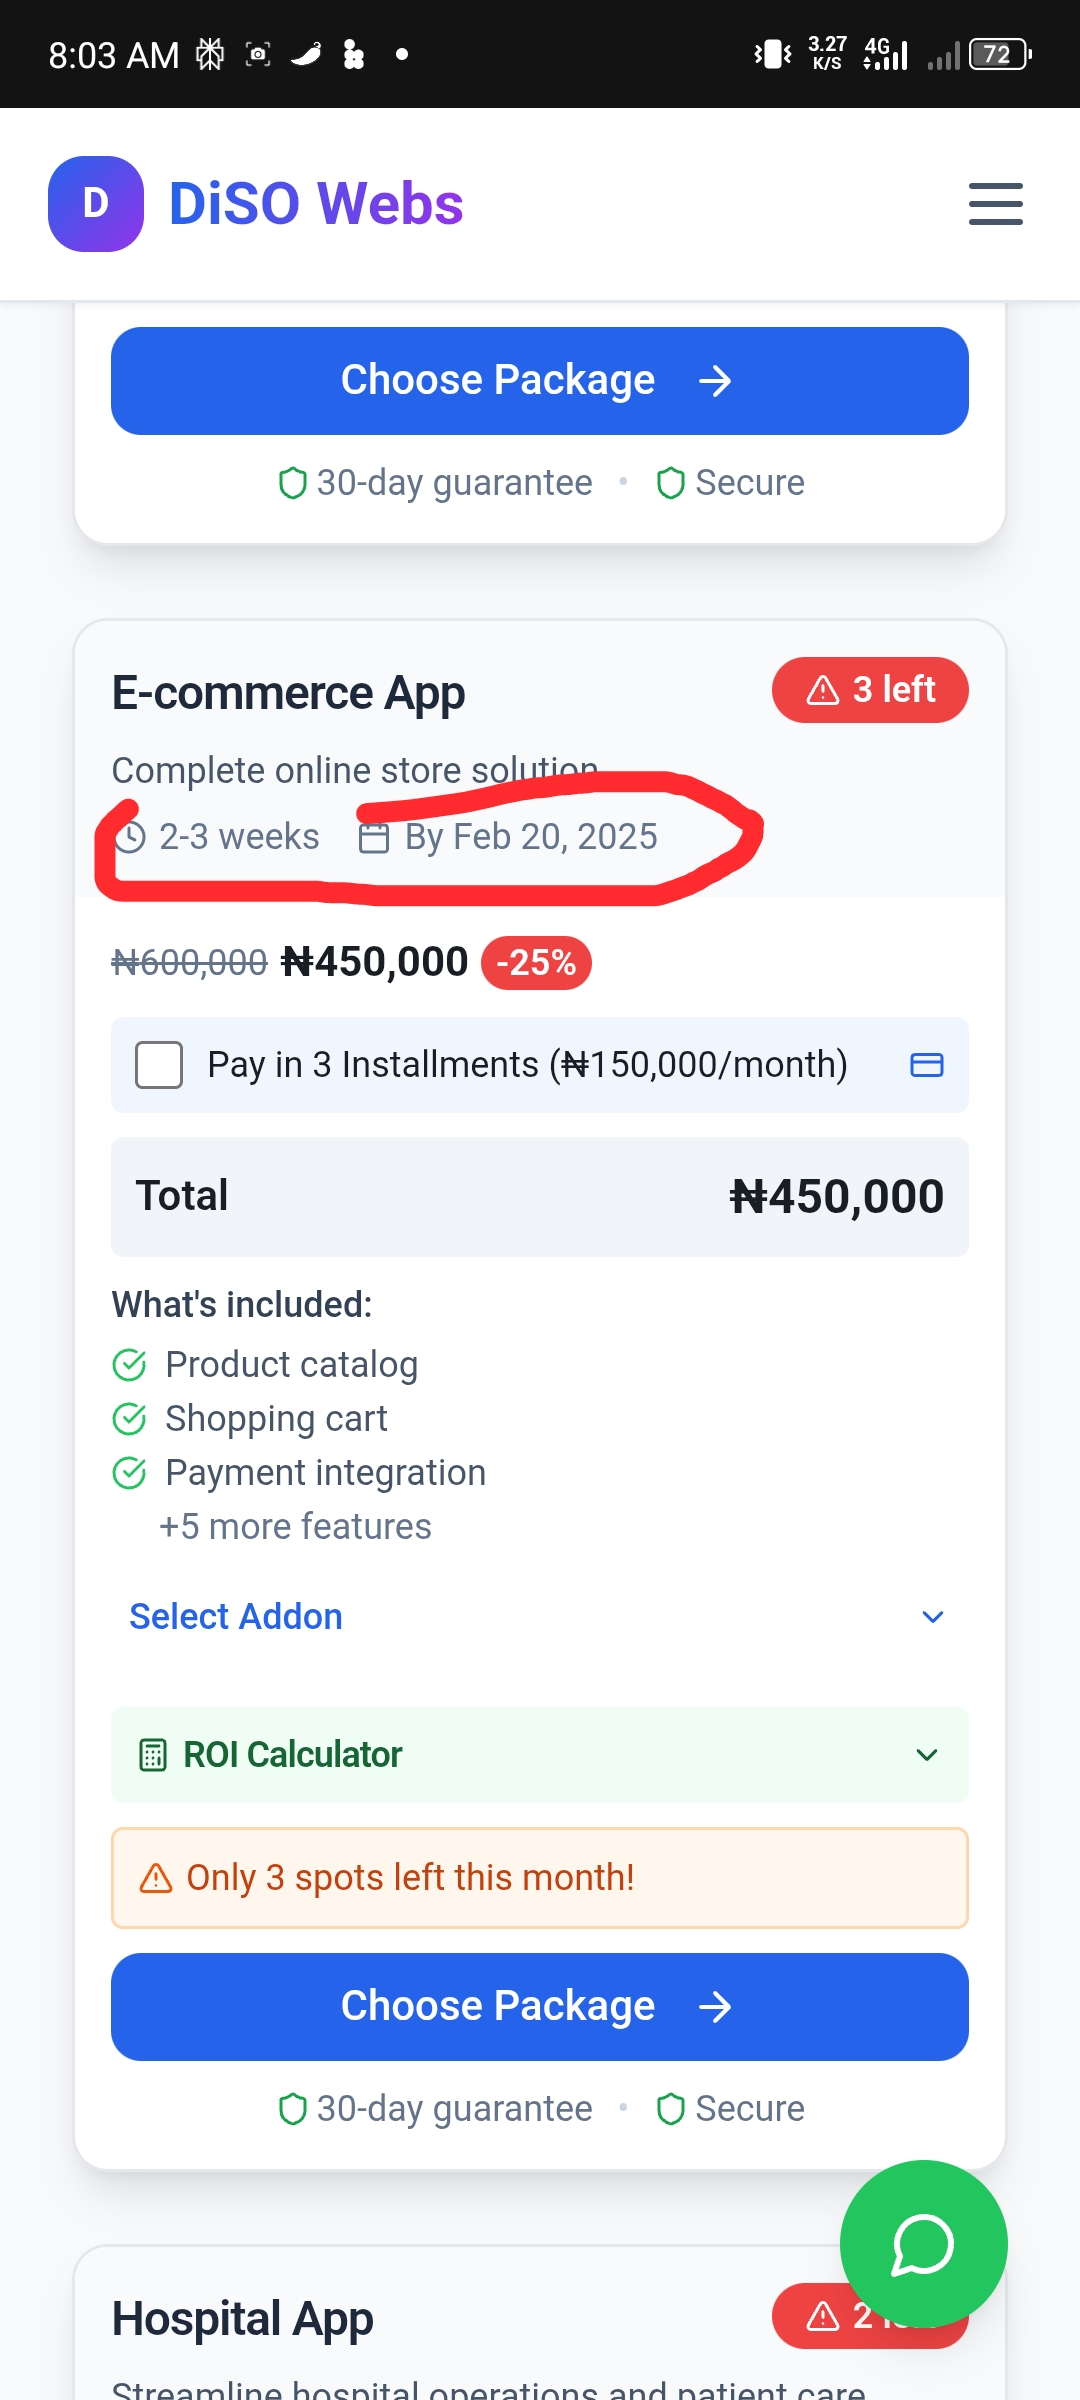 8:03 AM
3.27 K/S
4G
72
D
DiSO Webs
Choose Package
30-day guarantee • Secure
E-commerce App
3 left
Complete online store solution
2-3 weeks By Feb 20, 2025
₦600,000 ₦450,000 -25%
Pay in 3 Installments (₦150,000/month)
Total ₦450,000
What's included:
Product catalog
Shopping cart
Payment integration
+5 more features
Select Addon
ROI Calculator
Only 3 spots left this month!
Choose Package
30-day guarantee • Secure
Hospital App
2
Streamline hospital operations and patient care